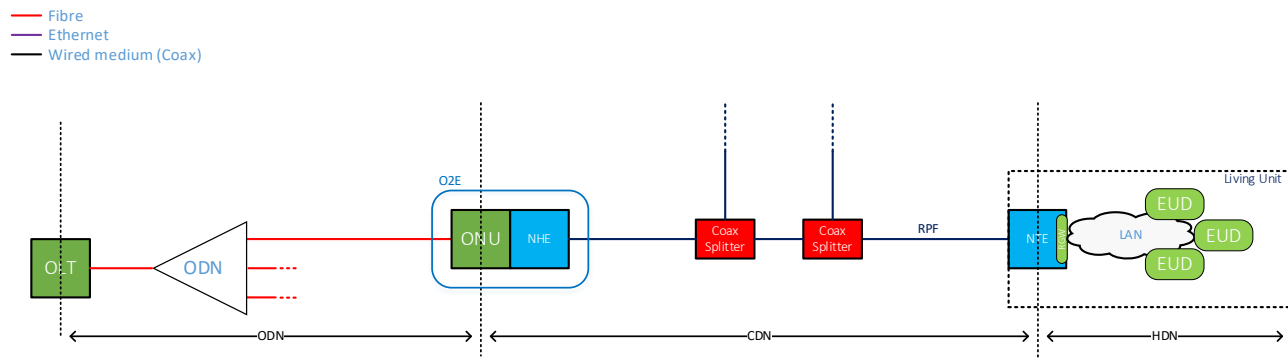 Fibre
Ethernet
Wired medium (Coax)
O2E
Living Unit
OLT
ODN
ONU
NHE
Coax
Splitter
Coax
Splitter
RPF
NTE
RGW
LAN
EUD
EUD
EUD
ODN
CDN
HDN